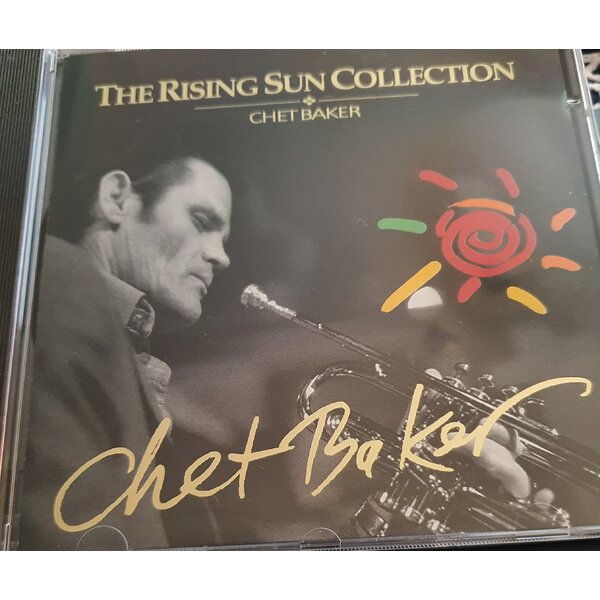 THE RISING SUN COLLECTION
CHET BAKER
Chet Baker